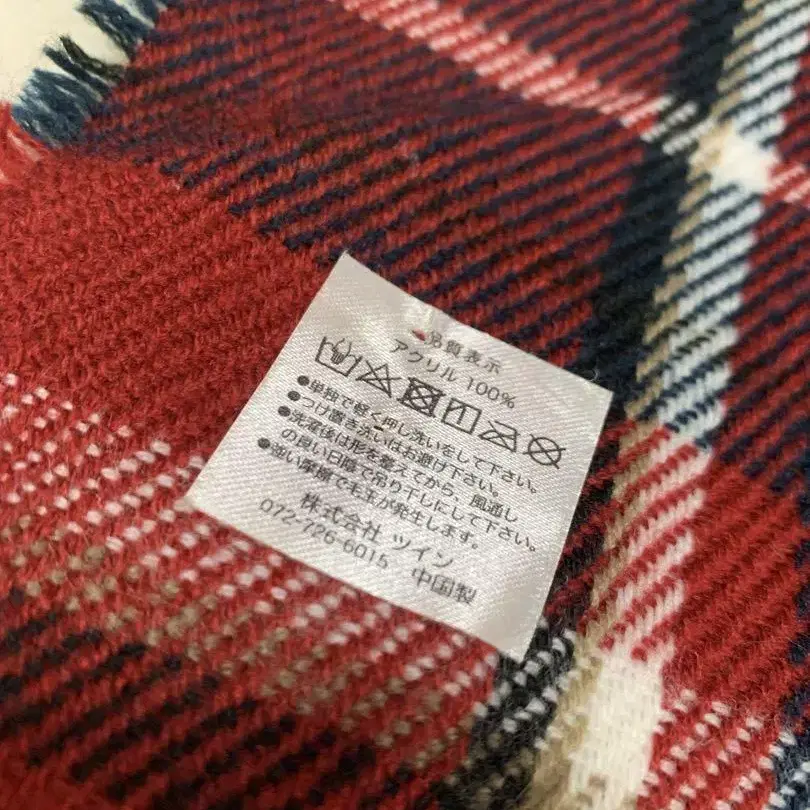 品質表示
アクリル 100%
●単独で軽く押し洗いをして下さい。
●つけ置き洗いはお避け下さい。
●洗濯後は形を整えてから、風通し
の良い日陰で吊り干しにして下さい。
●強い摩擦で毛玉が発生します。
株式会社 ツイン
072-726-6015 中国製